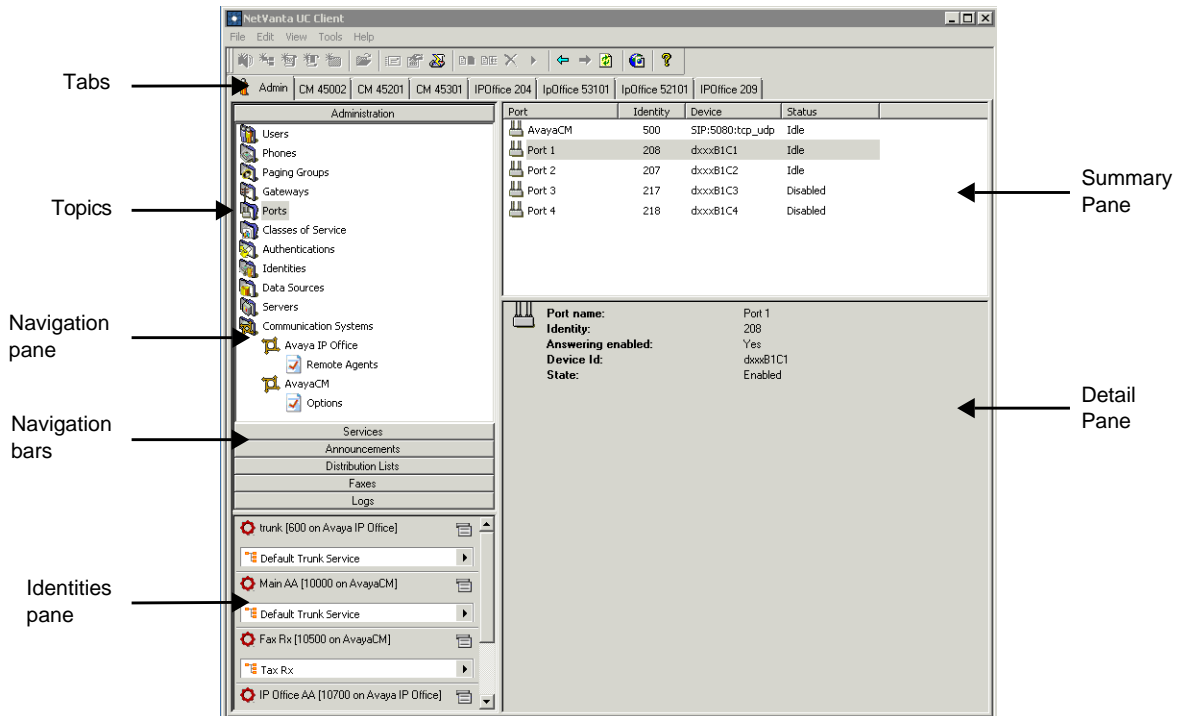 NetVanta UC Client
File Edit View Tools Help
Tabs
Admin CM 45002 CM 45201 CM 45301 IPOffice 204 IpOffice 53101 IpOffice 52101 IPOffice 209
Administration
Users
Phones
Paging Groups
Gateways
Topics
Ports
Classes of Service
Authentications
Identities
Data Sources
Servers
Navigation
pane
Communication Systems
Avaya IP Office
Remote Agents
AvayaCM
Options
Navigation
bars
Services
Announcements
Distribution Lists
Faxes
Logs
Identities
pane
trunk [600 on Avaya IP Office]
Default Trunk Service
Main AA [10000 on AvayaCM]
Default Trunk Service
Fax Rx [10500 on AvayaCM]
Tax Rx
IP Office AA [10700 on Avaya IP Office]
Port Identity Device Status
AvayaCM 500 SIP:5080:tcp_udp Idle
Port 1 208 dxxxB1C1 Idle
Port 2 207 dxxxB1C2 Idle
Port 3 217 dxxxB1C3 Disabled
Port 4 218 dxxxB1C4 Disabled
Summary
Pane
Port name: Port 1
Identity: 208
Answering enabled: Yes
Device Id: dxxxB1C1
State: Enabled
Detail
Pane